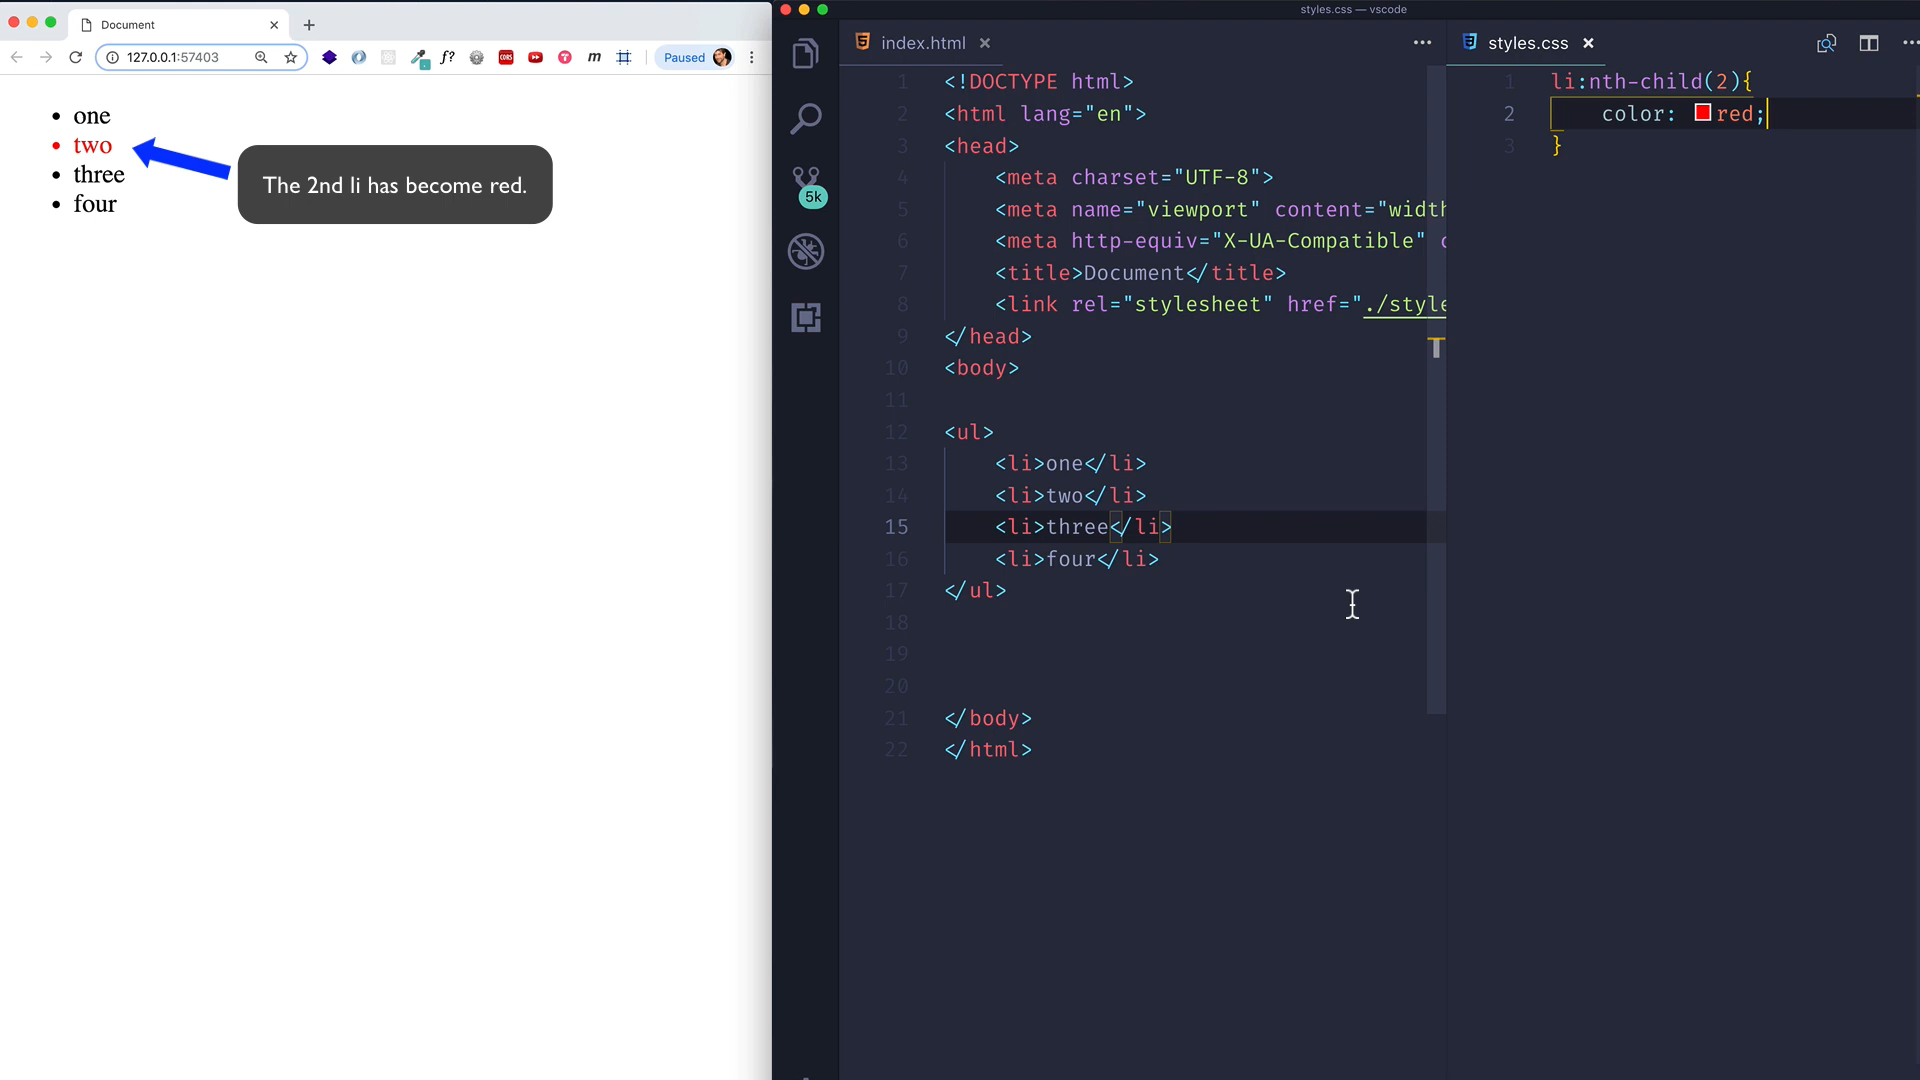 Document
127.0.0.1:57403
f?
CORS
T
m
Paused
one
two
three
four
The 2nd li has become red.
styles.css — vscode
index.html
5k
1 <!DOCTYPE html>
2 <html lang="en">
3 <head>
4 <meta charset="UTF-8">
5 <meta name="viewport" content="width
6 <meta http-equiv="X-UA-Compatible" c
7 <title>Document</title>
8 <link rel="stylesheet" href="./style
9 </head>
10 <body>
11
12 <ul>
13 <li>one</li>
14 <li>two</li>
15 <li>three</li>
16 <li>four</li>
17 </ul>
18
19
20
21 </body>
22 </html>
styles.css
1 li:nth-child(2){
2 color: red;
3 }